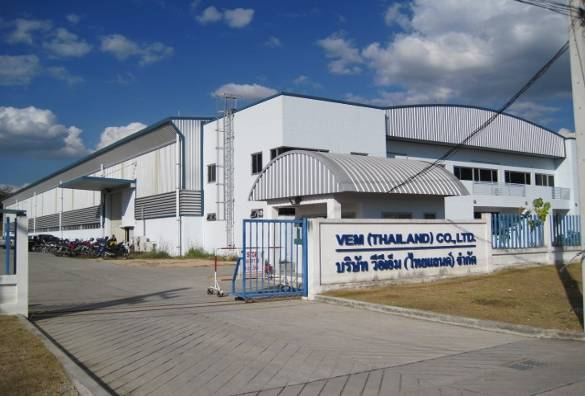 VEM (THAILAND) CO.,LTD.
บริษัท วีอีเอ็ม (ไทยแลนด์) จำกัด